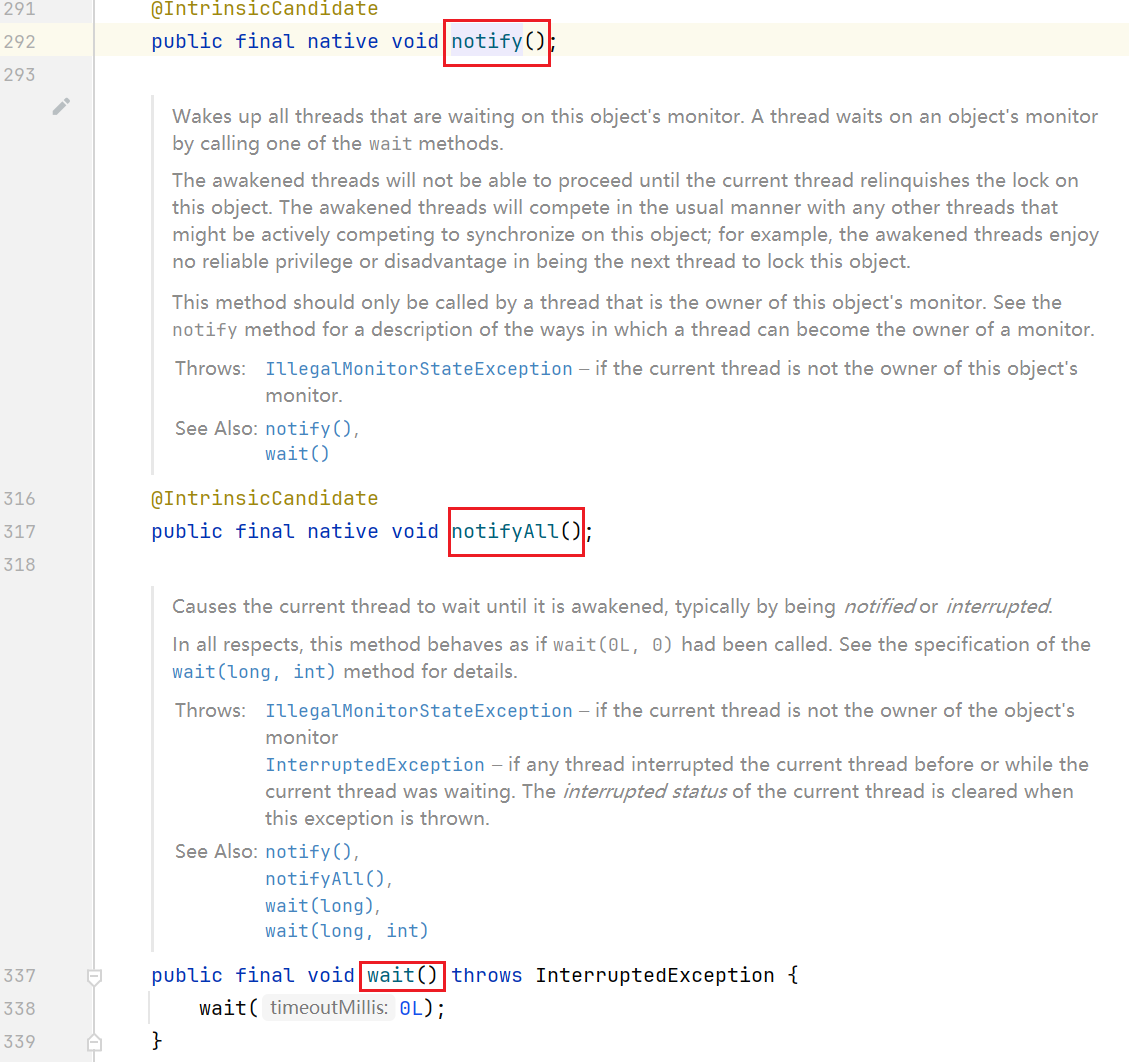 291 @IntrinsicCandidate
292 public final native void notify();
293
Wakes up all threads that are waiting on this object's monitor. A thread waits on an object's monitor
by calling one of the wait methods.
The awakened threads will not be able to proceed until the current thread relinquishes the lock on
this object. The awakened threads will compete in the usual manner with any other threads that
might be actively competing to synchronize on this object; for example, the awakened threads enjoy
no reliable privilege or disadvantage in being the next thread to lock this object.
This method should only be called by a thread that is the owner of this object's monitor. See the
notify method for a description of the ways in which a thread can become the owner of a monitor.
Throws: IllegalMonitorStateException – if the current thread is not the owner of this object's
monitor.
See Also: notify(),
wait()
316 @IntrinsicCandidate
317 public final native void notifyAll();
318
Causes the current thread to wait until it is awakened, typically by being notified or interrupted.
In all respects, this method behaves as if wait(0L, 0) had been called. See the specification of the
wait(long, int) method for details.
Throws: IllegalMonitorStateException – if the current thread is not the owner of the object's
monitor
InterruptedException – if any thread interrupted the current thread before or while the
current thread was waiting. The interrupted status of the current thread is cleared when
this exception is thrown.
See Also: notify(),
notifyAll(),
wait(long),
wait(long, int)
337 public final void wait() throws InterruptedException {
338 wait( timeoutMillis: 0L);
339 }